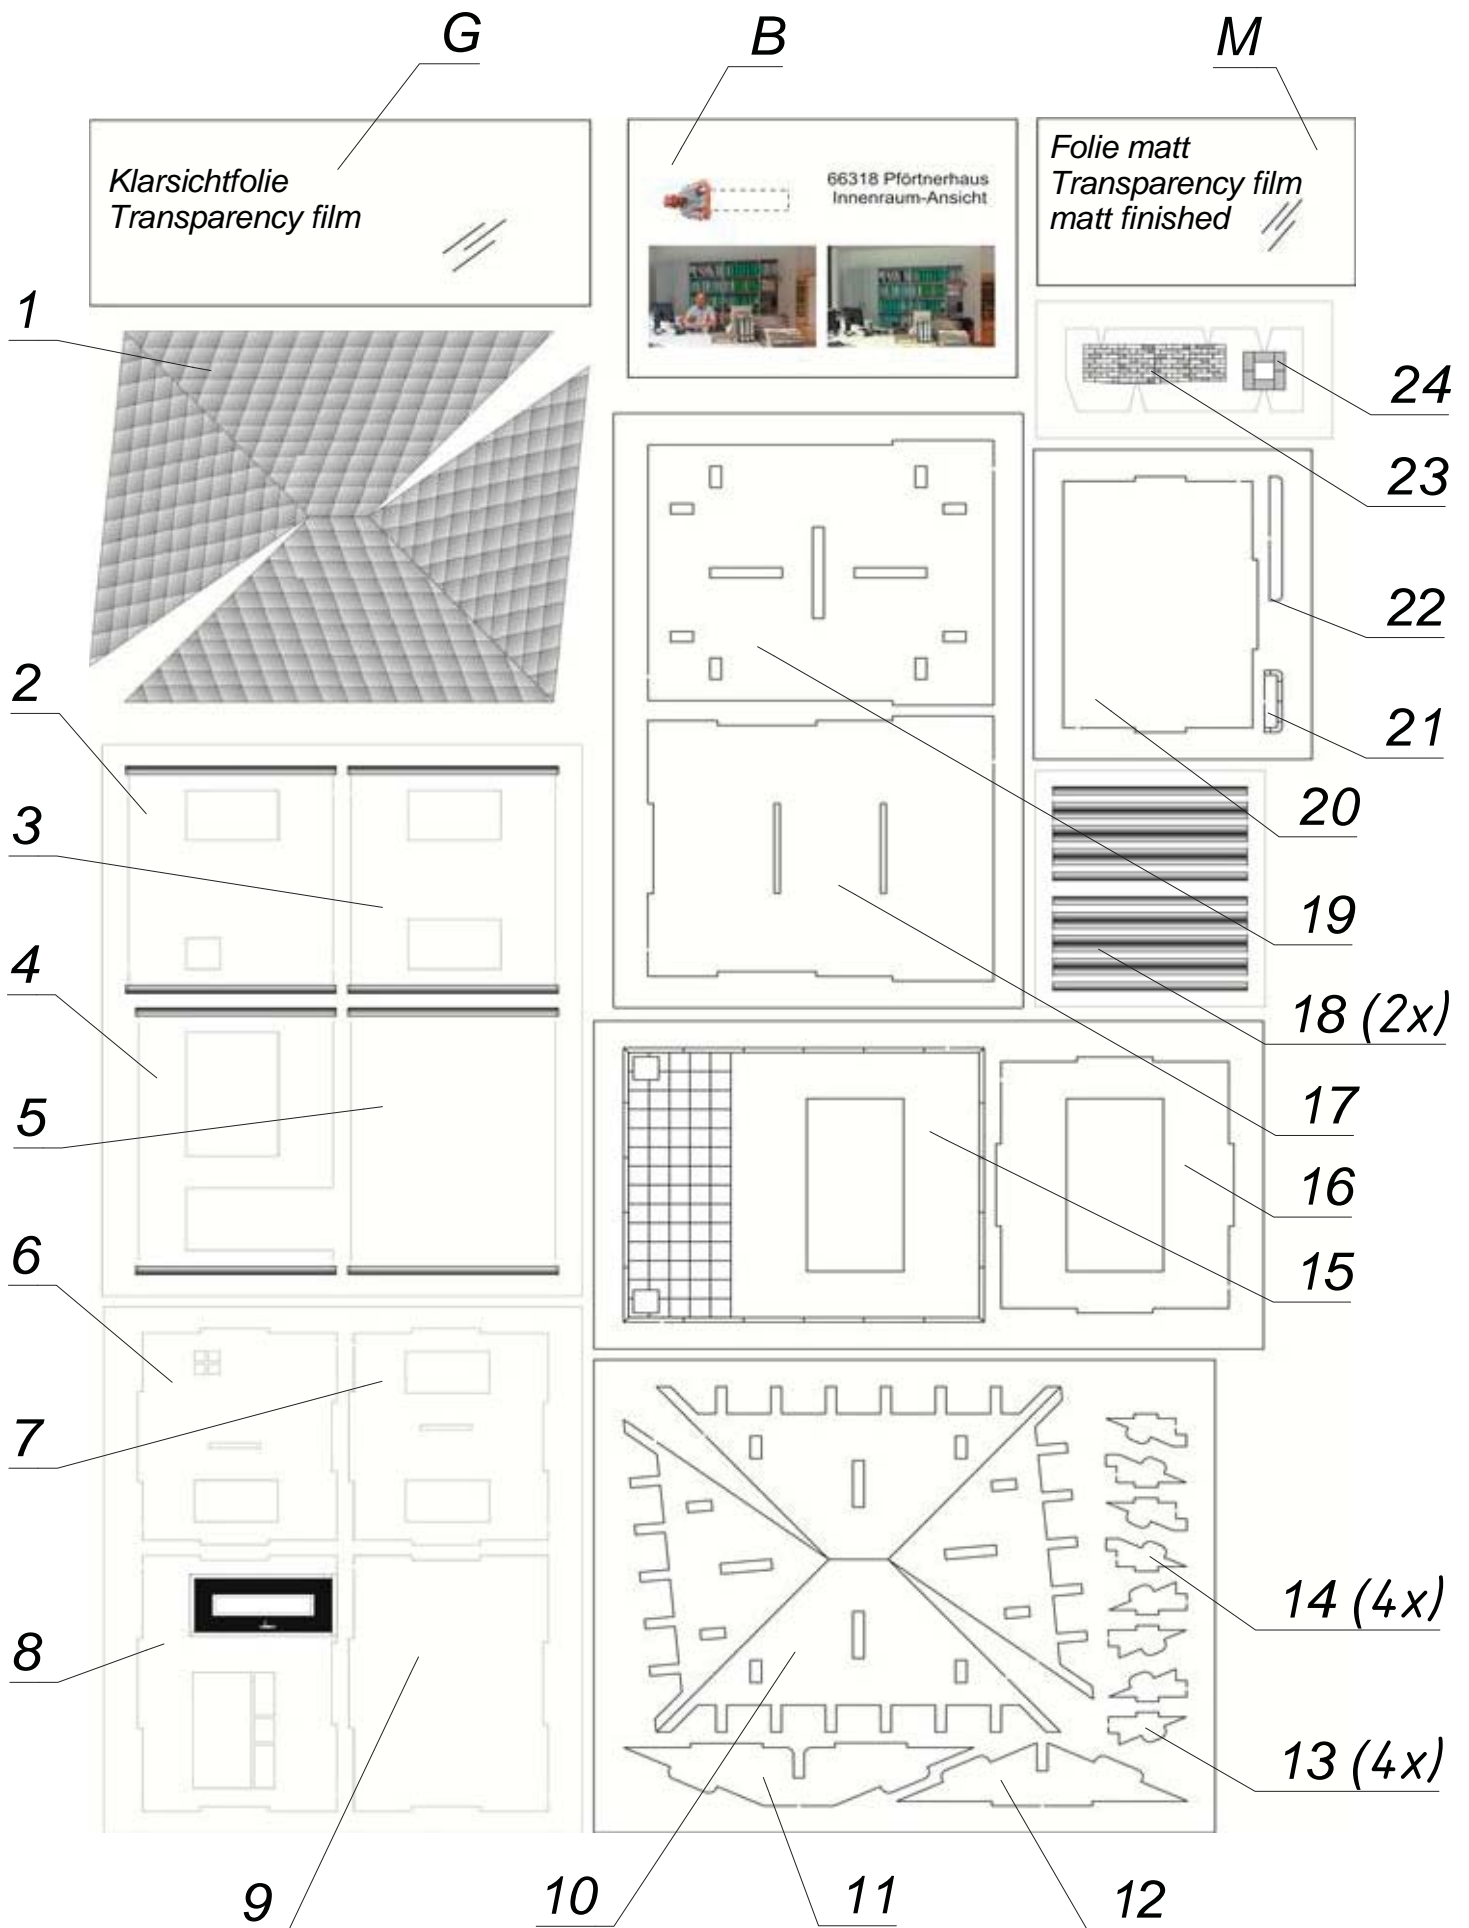 G
B
M
Klarsichtfolie
Transparency film
66318 Pförtnerhaus
Innenraum-Ansicht
Folie matt
Transparency film
matt finished
1
24
23
22
2
21
20
3
19
4
18 (2x)
5
17
16
6
15
7
14 (4x)
8
13 (4x)
9
10
11
12